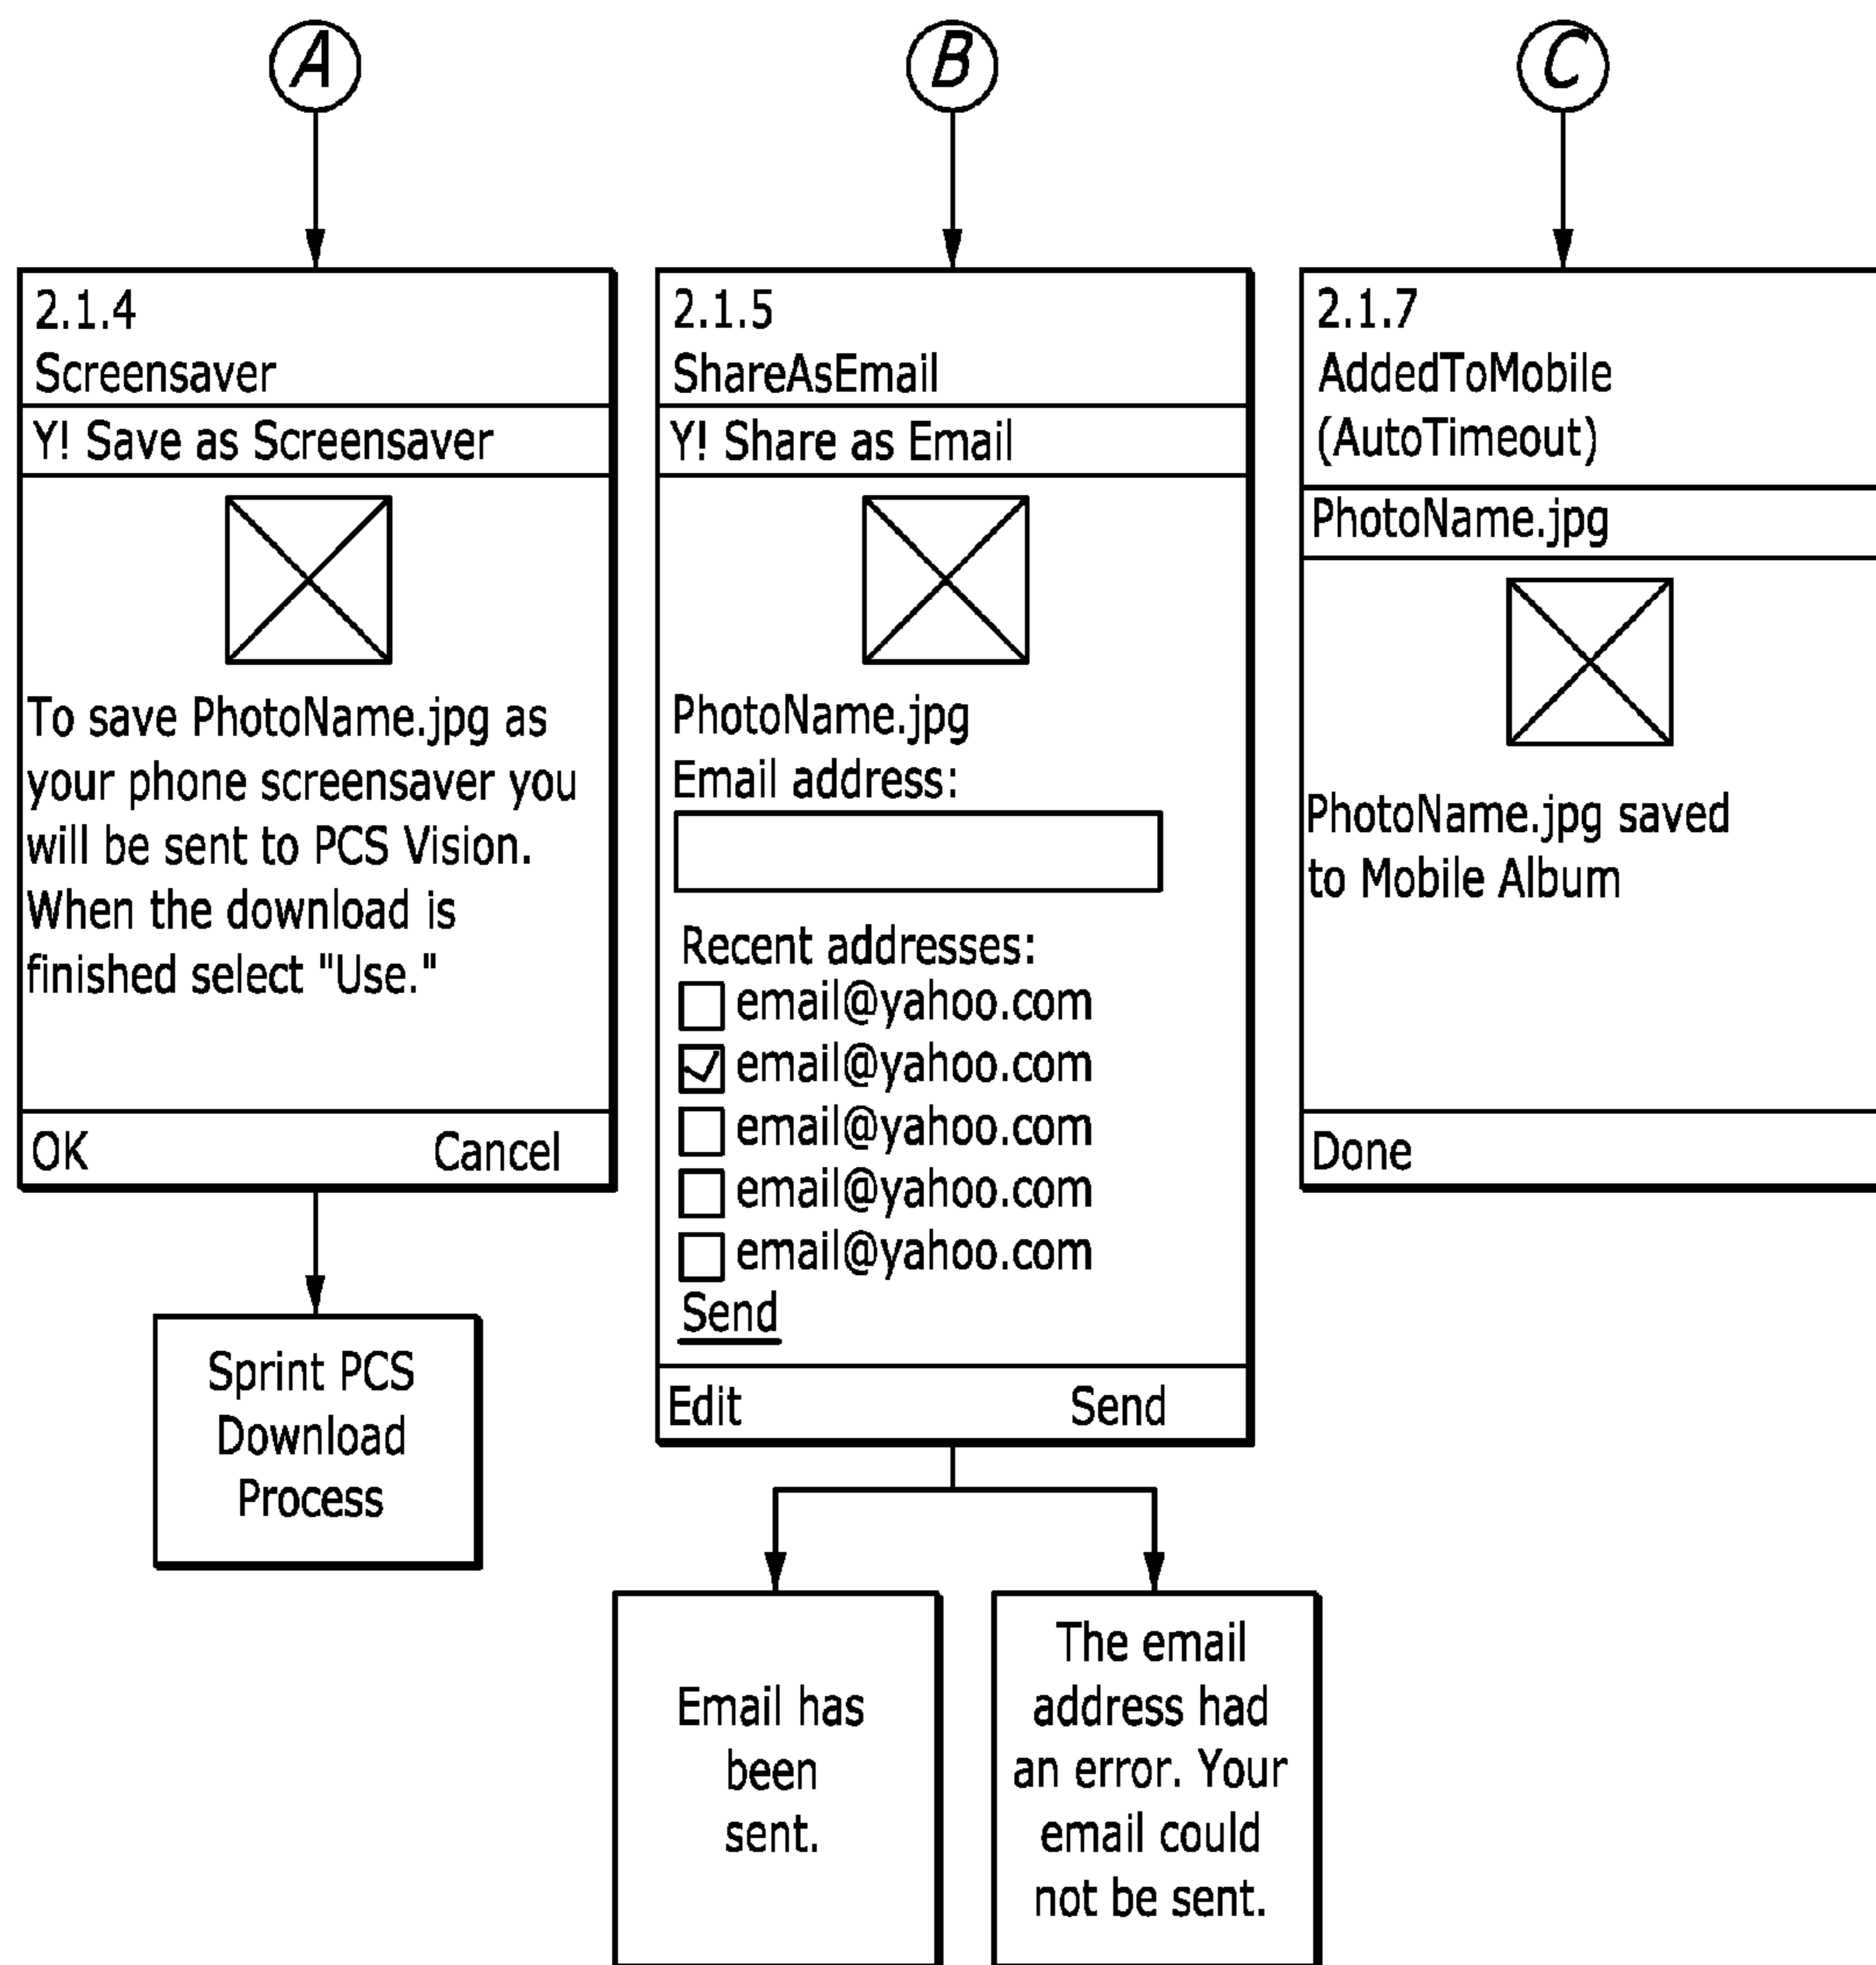 A
B
C
2.1.4
Screensaver
Y! Save as Screensaver
To save PhotoName.jpg as
your phone screensaver you
will be sent to PCS Vision.
When the download is
finished select "Use."
OK
Cancel
Sprint PCS
Download
Process
2.1.5
ShareAsEmail
Y! Share as Email
PhotoName.jpg
Email address:
Recent addresses:
email@yahoo.com
email@yahoo.com
email@yahoo.com
email@yahoo.com
email@yahoo.com
Send
Edit
Send
Email has
been
sent.
The email
address had
an error. Your
email could
not be sent.
2.1.7
AddedToMobile
(AutoTimeout)
PhotoName.jpg
PhotoName.jpg saved
to Mobile Album
Done